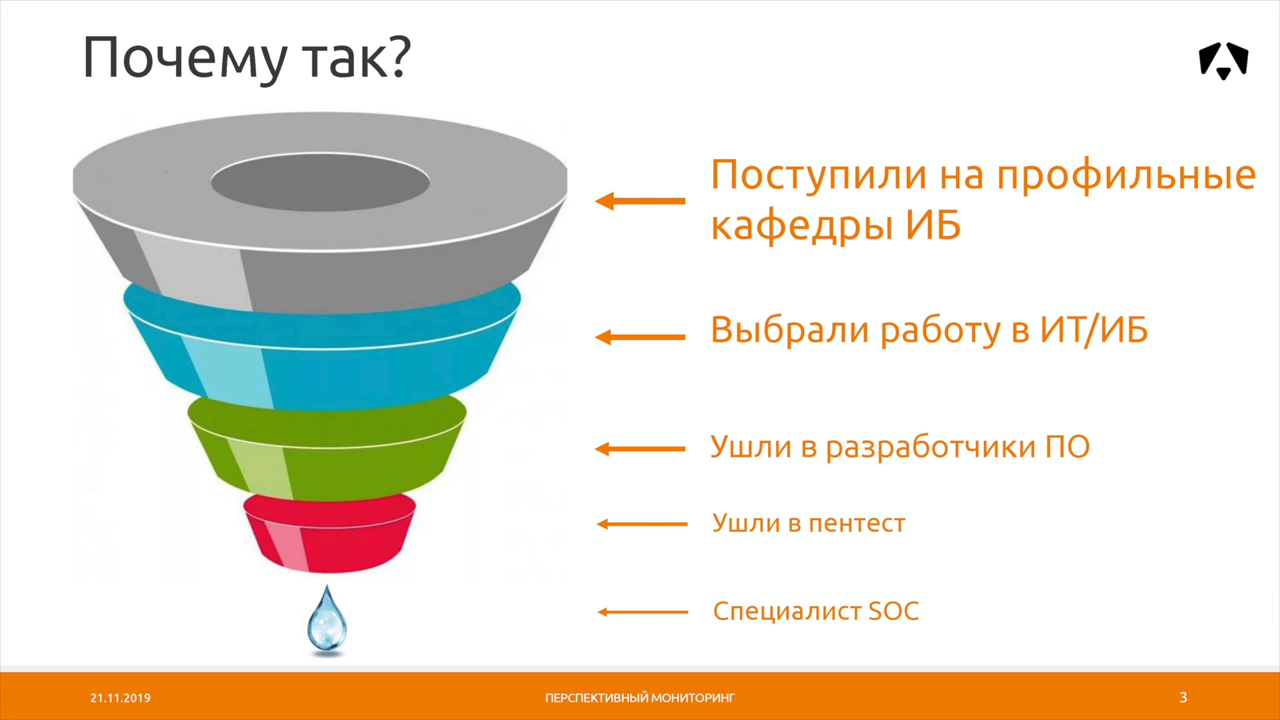 Почему так?
Поступили на профильные
кафедры ИБ
Выбрали работу в ИТ/ИБ
Ушли в разработчики ПО
Ушли в пентест
Специалист SOC
21.11.2019
ПЕРСПЕКТИВНЫЙ МОНИТОРИНГ
3